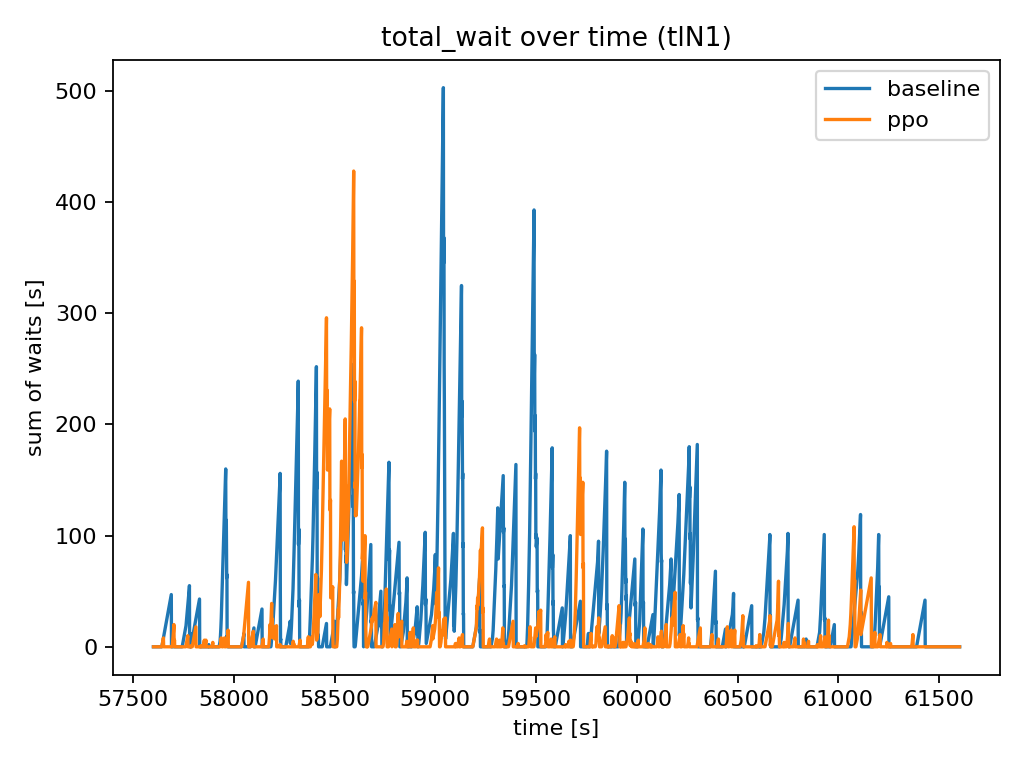 total_wait over time (tlN1)
sum of waits [s]
500
400
300
200
100
0
baseline
ppo
57500 58000 58500 59000 59500 60000 60500 61000 61500
time [s]